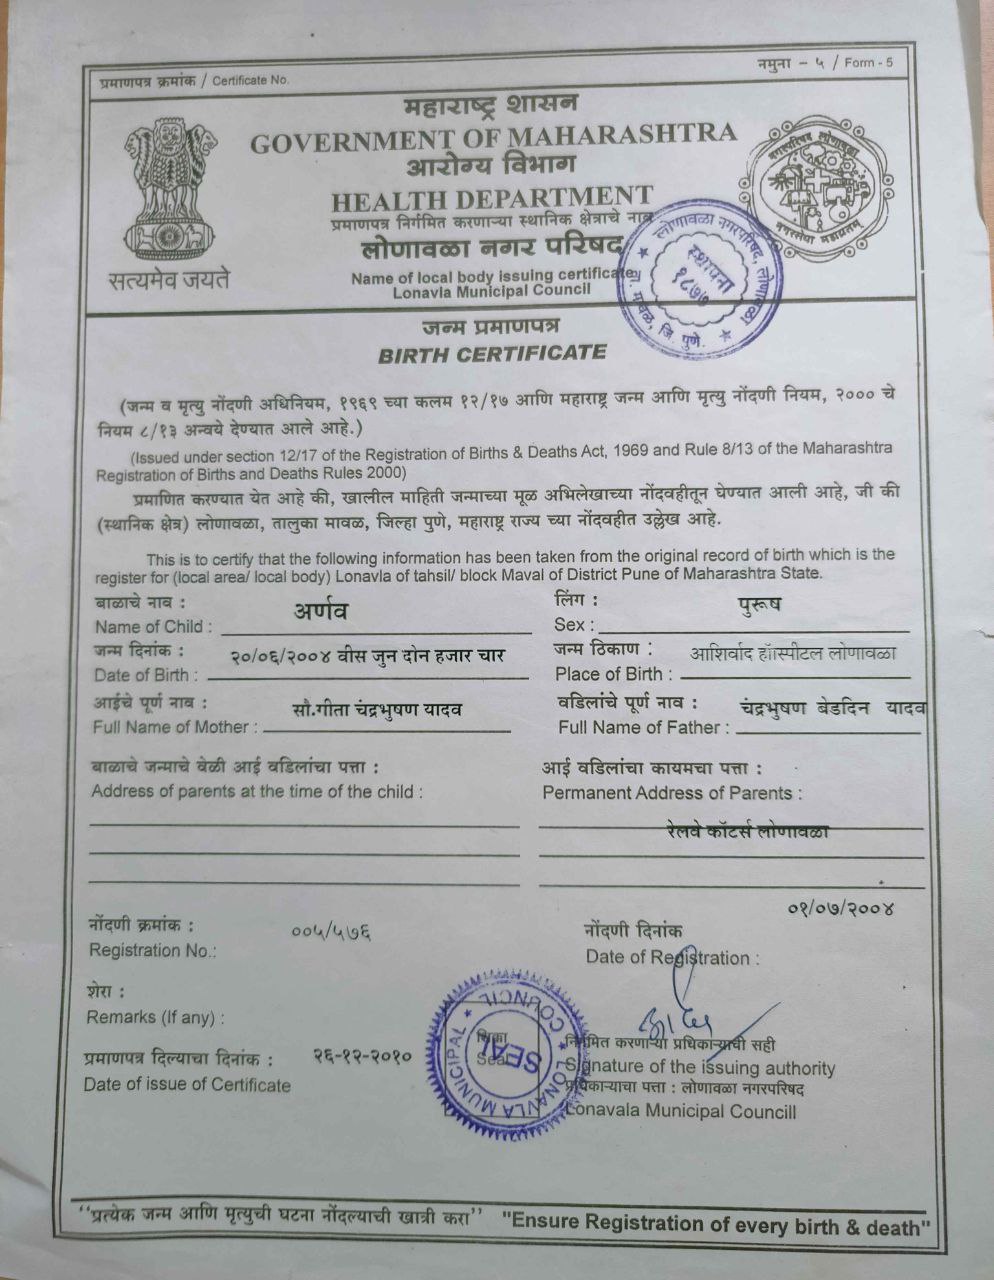 प्रमाणपत्र क्रमांक / Certificate No.
नमुना - ५ / Form - 5
महाराष्ट्र शासन
GOVERNMENT OF MAHARASHTRA
आरोग्य विभाग
HEALTH DEPARTMENT
प्रमाणपत्र निर्गमित करणाऱ्या स्थानिक क्षेत्राचे नाव
लोणावळा नगर परिषद
Name of local body issuing certificate
Lonavla Municipal Council
सत्यमेव जयते
नगरपरिषद लोणावळा
लोणावळा नगरपरिषद, लोणावळा
ता. मावळ, जि. पुणे.
स्थापना
१८७७
जन्म प्रमाणपत्र
BIRTH CERTIFICATE
(जन्म व मृत्यु नोंदणी अधिनियम, १९६९ च्या कलम १२/१७ आणि महाराष्ट्र जन्म आणि मृत्यु नोंदणी नियम, २००० चे
नियम ८/१३ अन्वये देण्यात आले आहे.)
(Issued under section 12/17 of the Registration of Births & Deaths Act, 1969 and Rule 8/13 of the Maharashtra
Registration of Births and Deaths Rules 2000)
प्रमाणित करण्यात येत आहे की, खालील माहिती जन्माच्या मूळ अभिलेखाच्या नोंदवहीतून घेण्यात आली आहे, जी की
(स्थानिक क्षेत्र) लोणावळा, तालुका मावळ, जिल्हा पुणे, महाराष्ट्र राज्य च्या नोंदवहीत उल्लेख आहे.
This is to certify that the following information has been taken from the original record of birth which is the
register for (local area/ local body) Lonavla of tahsil/ block Maval of District Pune of Maharashtra State.
बाळाचे नाव : अर्णव
Name of Child :
लिंग : पुरूष
Sex :
जन्म दिनांक : २०/०६/२००४ वीस जुन दोन हजार चार
Date of Birth :
जन्म ठिकाण : आशिर्वाद हॉस्पीटल लोणावळा
Place of Birth :
आईचे पूर्ण नाव : सौ.गीता चंद्रभुषण यादव
Full Name of Mother :
वडिलांचे पूर्ण नाव : चंद्रभुषण बेडदिन यादव
Full Name of Father :
बाळाचे जन्माचे वेळी आई वडिलांचा पत्ता :
Address of parents at the time of the child :
आई वडिलांचा कायमचा पत्ता :
Permanent Address of Parents :
रेलवे कॉटर्स लोणावळा
नोंदणी क्रमांक : ००५/५७६
Registration No.:
०१/०७/२००४
नोंदणी दिनांक
Date of Registration :
शेरा :
Remarks (If any) :
प्रमाणपत्र दिल्याचा दिनांक : २६-१२-२०१०
Date of issue of Certificate
शिक्का
Seal
LONAVLA MUNICIPAL COUNCIL
SEAL
निर्गमित करणाऱ्या प्रधिकाऱ्याची सही
Signature of the issuing authority
प्रधिकाऱ्याचा पत्ता : लोणावळा नगरपरिषद
Lonavala Municipal Councill
"प्रत्येक जन्म आणि मृत्युची घटना नोंदल्याची खात्री करा" "Ensure Registration of every birth & death"